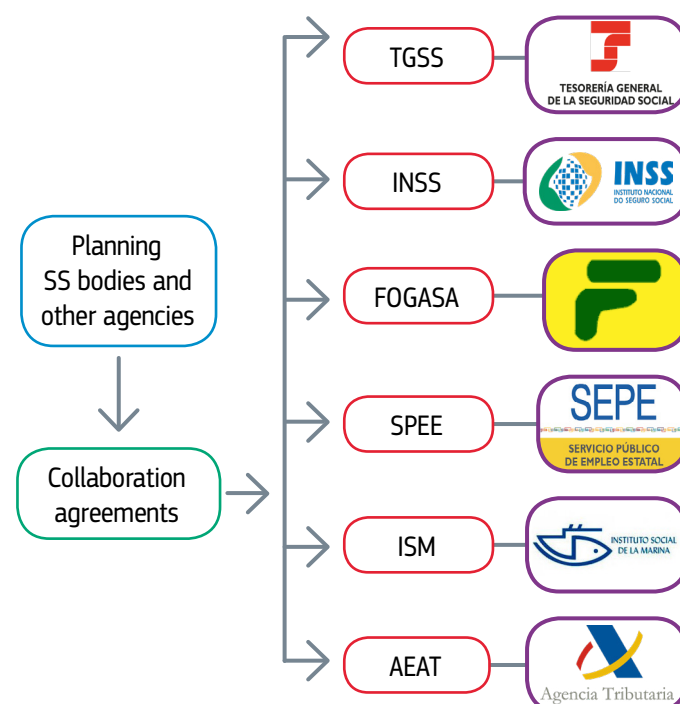 TGSS
TESORERÍA GENERAL
DE LA SEGURIDAD SOCIAL
INSS
INSS
INSTITUTO NACIONAL
DO SEGURO SOCIAL
Planning
SS bodies and
other agencies
FOGASA
SPEE
SEPE
SERVICIO PÚBLICO
DE EMPLEO ESTATAL
Collaboration
agreements
ISM
INSTITUTO SOCIAL
DE LA MARINA
AEAT
Agencia Tributaria